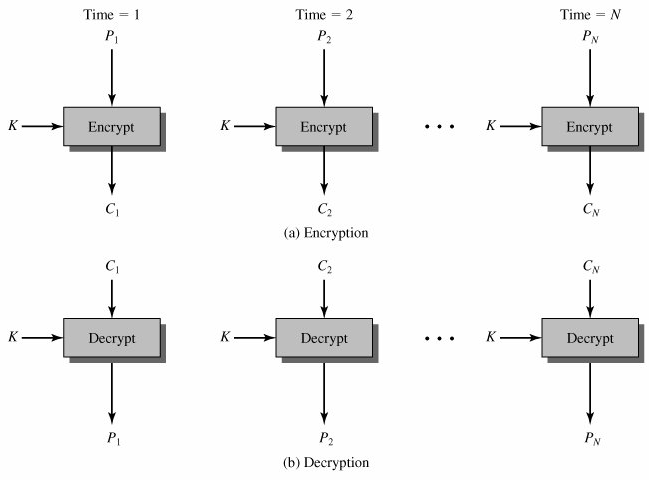 Time = 1 Time = 2 Time = N
P1 P2 PN
K Encrypt K Encrypt ... K Encrypt
C1 C2 CN
(a) Encryption
C1 C2 CN
K Decrypt K Decrypt ... K Decrypt
P1 P2 PN
(b) Decryption